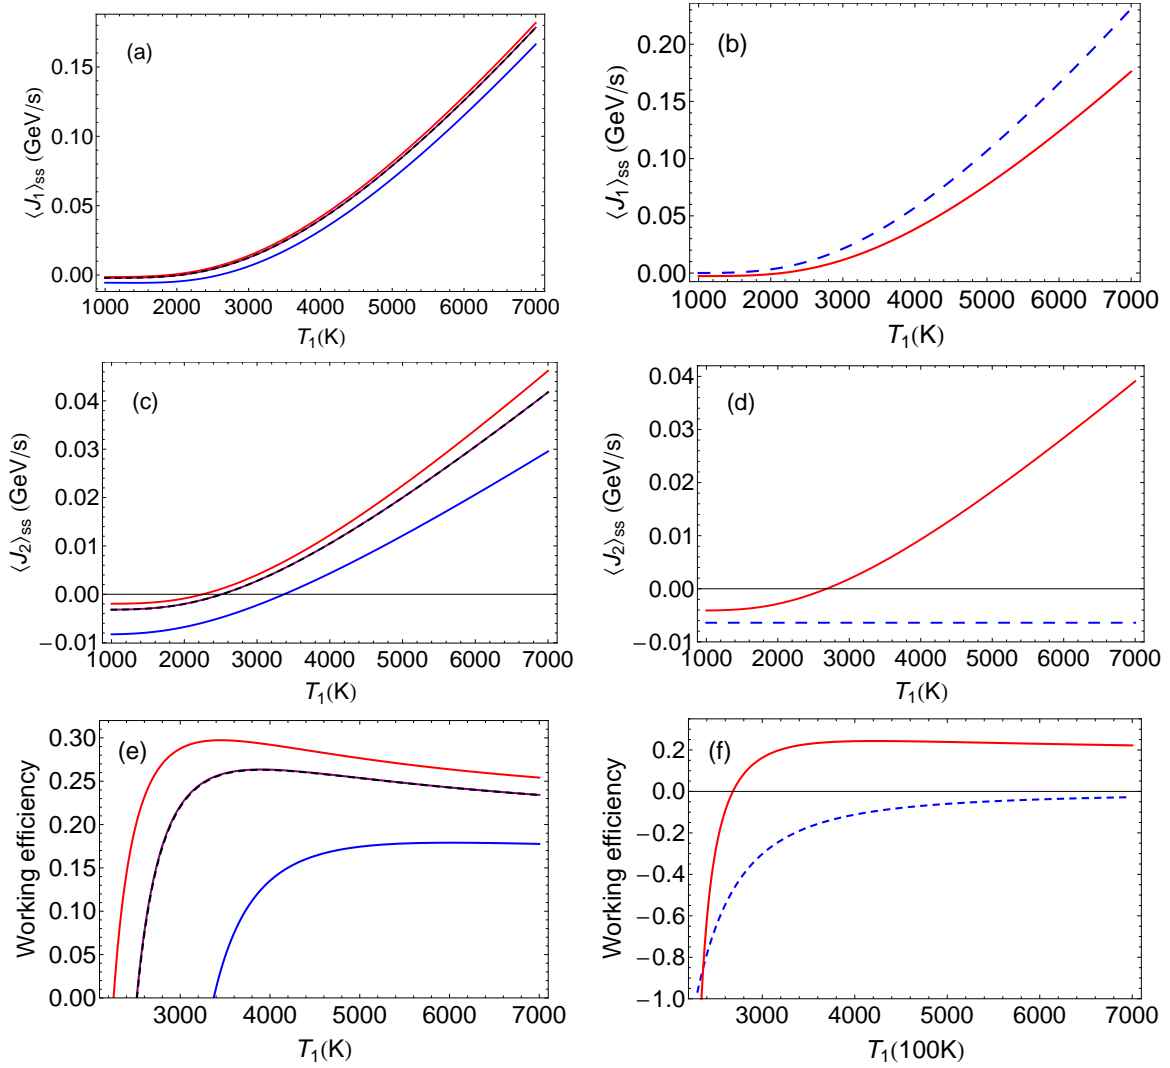 (a)
⟨J₁⟩ss (GeV/s)
0.15
0.10
0.05
0.00
1000 2000 3000 4000 5000 6000 7000
T₁(K)
(b)
⟨J₁⟩ss (GeV/s)
0.20
0.15
0.10
0.05
0.00
1000 2000 3000 4000 5000 6000 7000
T₁(K)
(c)
⟨J₂⟩ss (GeV/s)
0.04
0.03
0.02
0.01
0.00
−0.01
1000 2000 3000 4000 5000 6000 7000
T₁(K)
(d)
⟨J₂⟩ss (GeV/s)
0.04
0.03
0.02
0.01
0.00
−0.01
1000 2000 3000 4000 5000 6000 7000
T₁(K)
(e)
Working efficiency
0.30
0.25
0.20
0.15
0.10
0.05
0.00
3000 4000 5000 6000 7000
T₁(K)
(f)
Working efficiency
0.2
0.0
−0.2
−0.4
−0.6
−0.8
−1.0
3000 4000 5000 6000 7000
T₁(100K)